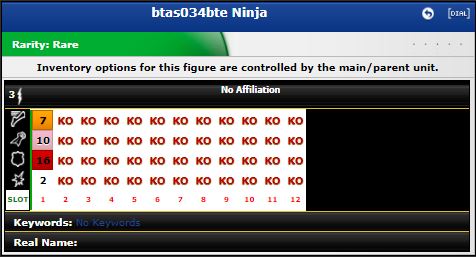 btas034bte Ninja
[DIAL]
Rarity: Rare
Inventory options for this figure are controlled by the main/parent unit.
3 No Affiliation
7 KO KO KO KO KO KO KO KO KO KO KO
10 KO KO KO KO KO KO KO KO KO KO KO
16 KO KO KO KO KO KO KO KO KO KO KO
2 KO KO KO KO KO KO KO KO KO KO KO
SLOT 1 2 3 4 5 6 7 8 9 10 11 12
Keywords: No Keywords
Real Name: